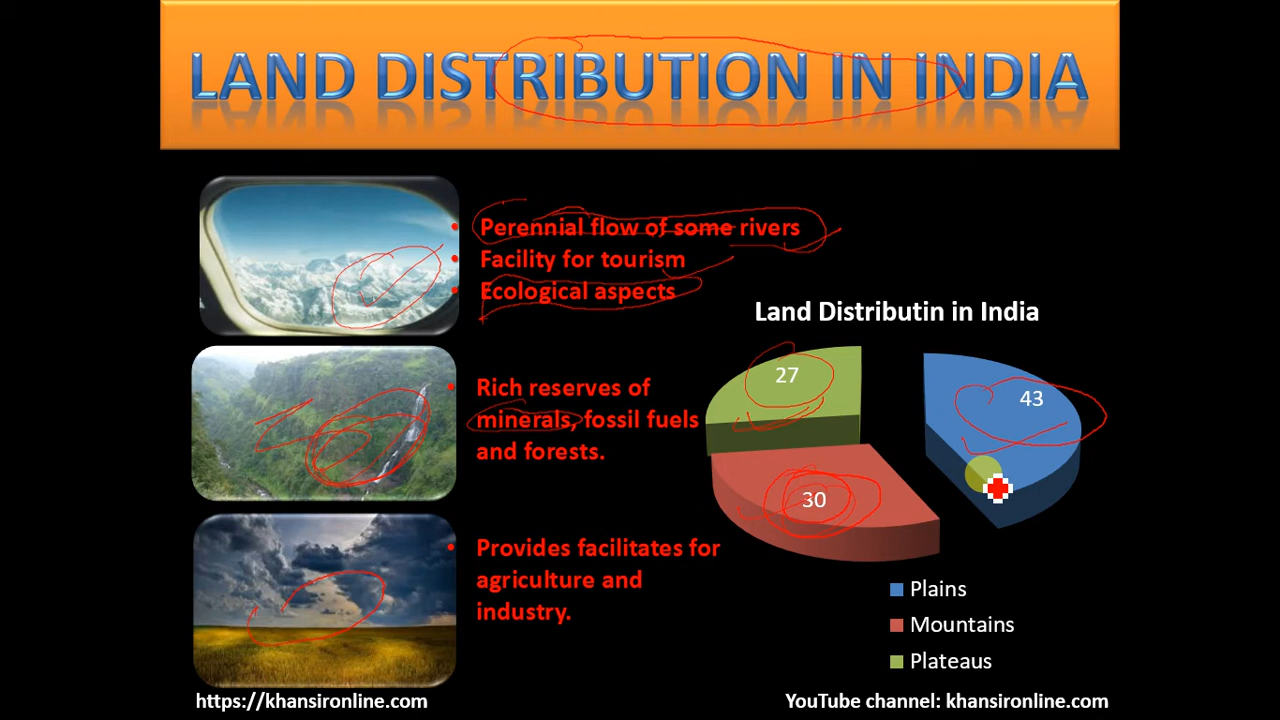 LAND DISTRIBUTION IN INDIA
• Perennial flow of some rivers
• Facility for tourism
• Ecological aspects
• Rich reserves of
minerals, fossil fuels
and forests.
• Provides facilitates for
agriculture and
industry.
Land Distributin in India
27
43
30
Plains
Mountains
Plateaus
https://khansironline.com
YouTube channel: khansironline.com